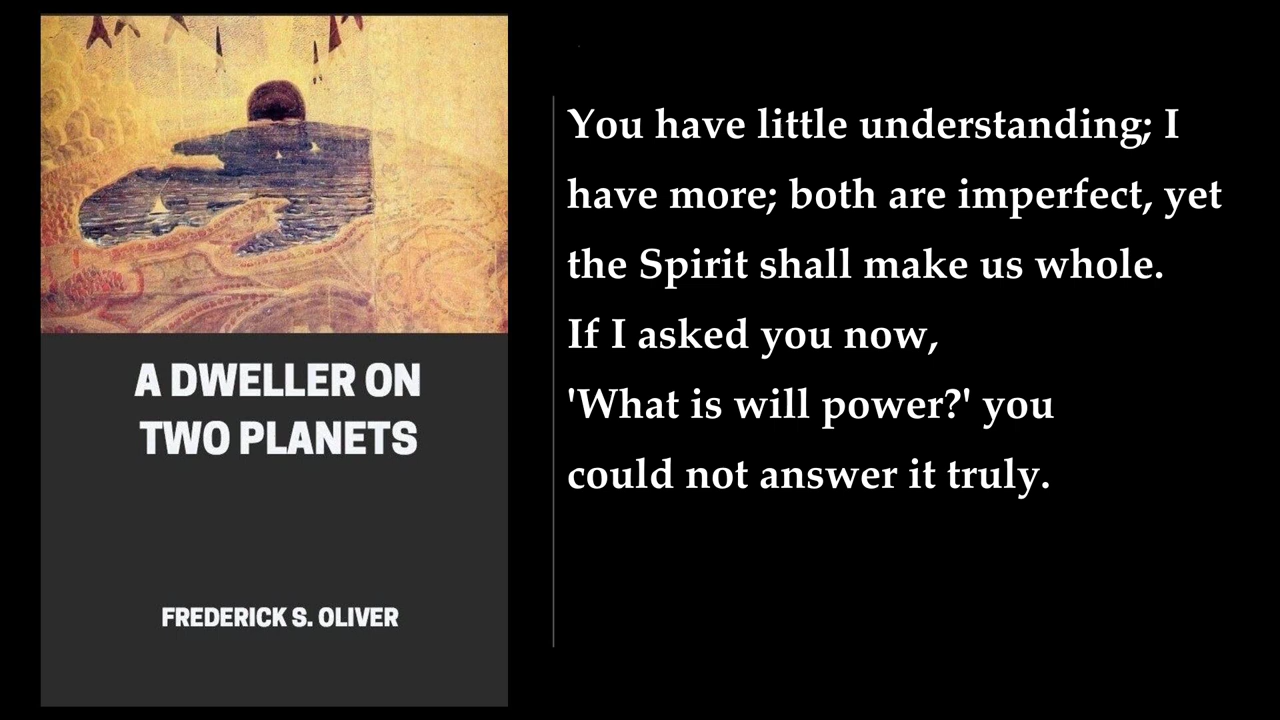 A DWELLER ON
TWO PLANETS
FREDERICK S. OLIVER
You have little understanding; I
have more; both are imperfect, yet
the Spirit shall make us whole.
If I asked you now,
'What is will power?' you
could not answer it truly.